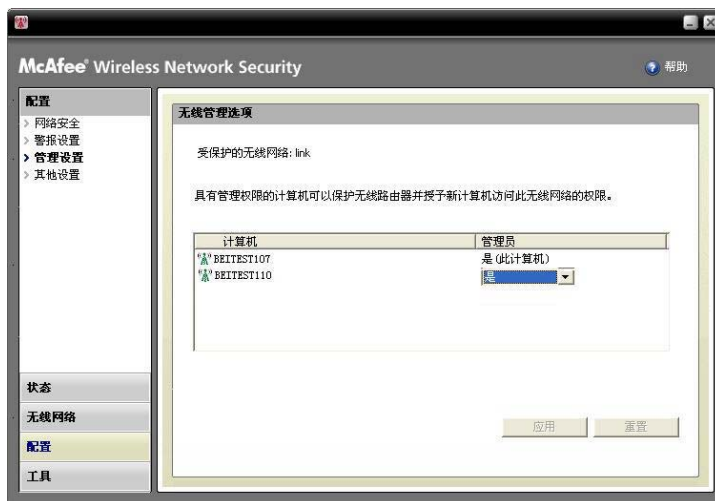 McAfee® Wireless Network Security
帮助
配置
网络安全
警报设置
管理设置
其他设置
状态
无线网络
配置
工具
无线管理选项
受保护的无线网络: link
具有管理权限的计算机可以保护无线路由器并授予新计算机访问此无线网络的权限。
计算机 管理员
BEITEST107 是(此计算机)
BEITEST110 是
应用 重置